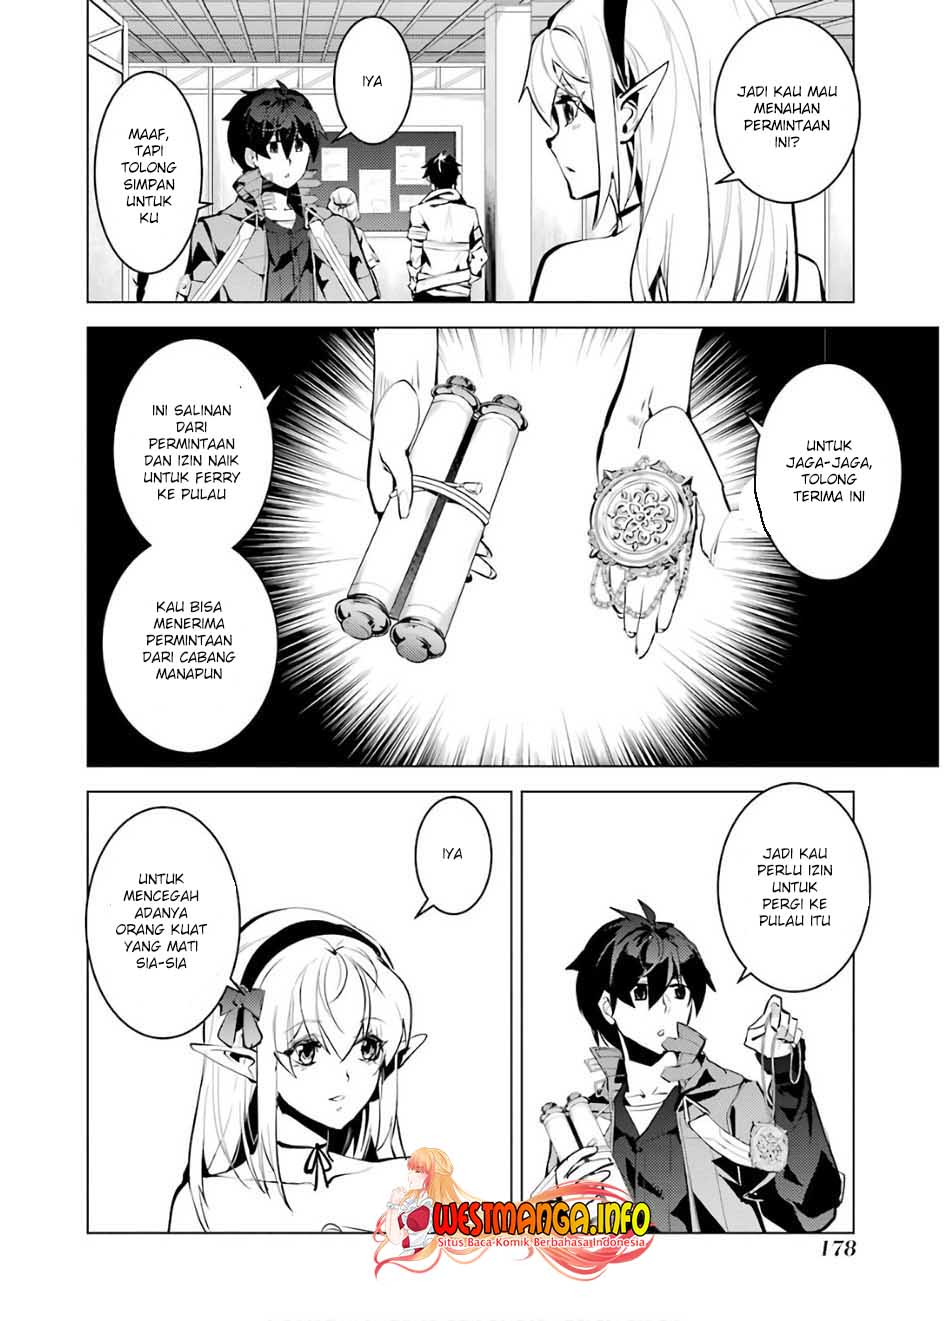 JADI KAU MAU
MENAHAN
PERMINTAAN
INI?
IYA
MAAF,
TAPI
TOLONG
SIMPAN
UNTUK
KU
UNTUK
JAGA-JAGA,
TOLONG
TERIMA INI
INI SALINAN
DARI
PERMINTAAN
DAN IZIN NAIK
UNTUK FERRY
KE PULAU
KAU BISA
MENERIMA
PERMINTAAN
DARI CABANG
MANAPUN
JADI KAU
PERLU IZIN
UNTUK
PERGI KE
PULAU ITU
IYA
UNTUK
MENCEGAH
ADANYA
ORANG KUAT
YANG MATI
SIA-SIA
WESTMANGA.INFO
Situs Baca Komik Berbahasa Indonesia
178